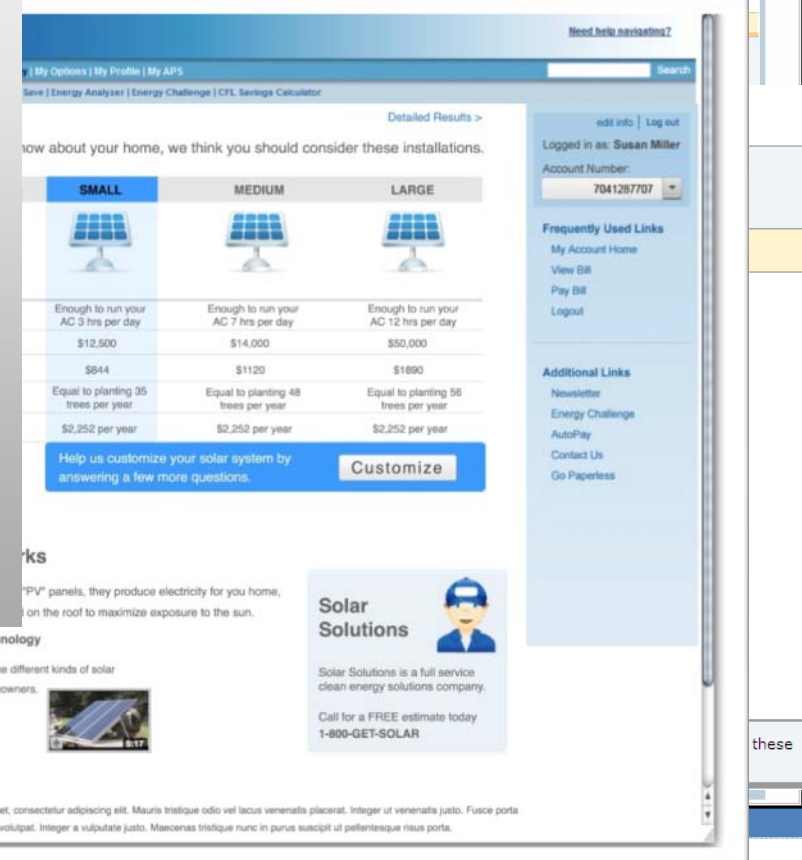 Need help navigating?
| My Options | My Profile | My APS
Search
Save | Energy Analyzer | Energy Challenge | CFL Savings Calculator
Detailed Results >
edit info | Log out
Logged in as: Susan Miller
Account Number:
7041287707
now about your home, we think you should consider these installations.
SMALL MEDIUM LARGE
Enough to run your AC 3 hrs per day
Enough to run your AC 7 hrs per day
Enough to run your AC 12 hrs per day
$12,500 $14,000 $50,000
$844 $1120 $1890
Equal to planting 35 trees per year
Equal to planting 48 trees per year
Equal to planting 56 trees per year
$2,252 per year $2,252 per year $2,252 per year
Help us customize your solar system by
answering a few more questions.
Customize
Frequently Used Links
My Account Home
View Bill
Pay Bill
Logout
Additional Links
Newsletter
Energy Challenge
AutoPay
Contact Us
Go Paperless
rks
"PV" panels, they produce electricity for you home,
on the roof to maximize exposure to the sun.
nology
e different kinds of solar
owners.
Solar
Solutions
Solar Solutions is a full service
clean energy solutions company.
Call for a FREE estimate today
1-800-GET-SOLAR
these
et, consectetur adipiscing elit. Mauris tristique odio vel lacus venenatis placerat. Integer ut venenatis justo. Fusce porta
volutpat. Integer a vulputate justo. Maecenas tristique nunc in purus suscipit ut pellentesque risus porta.